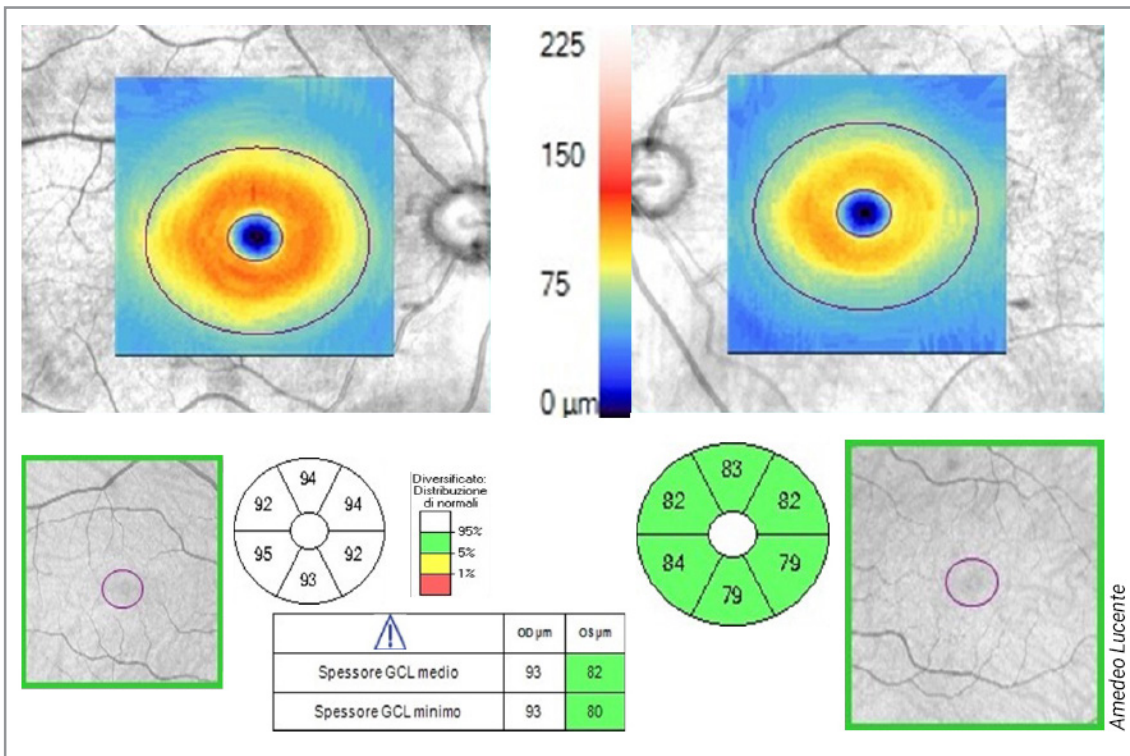 225
150
75
0 µm
94
92
94
95
92
93
Diversificato:
Distribuzione
di normali
95%
5%
1%
83
82
82
84
79
79
OD µm
OS µm
Spessore GCL medio
93
82
Spessore GCL minimo
93
80
Amedeo Lucente